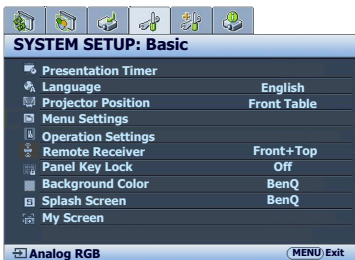 SYSTEM SETUP: Basic
Presentation Timer
Language English
Projector Position Front Table
Menu Settings
Operation Settings
Remote Receiver Front+Top
Panel Key Lock Off
Background Color BenQ
Splash Screen BenQ
My Screen
Analog RGB MENU Exit